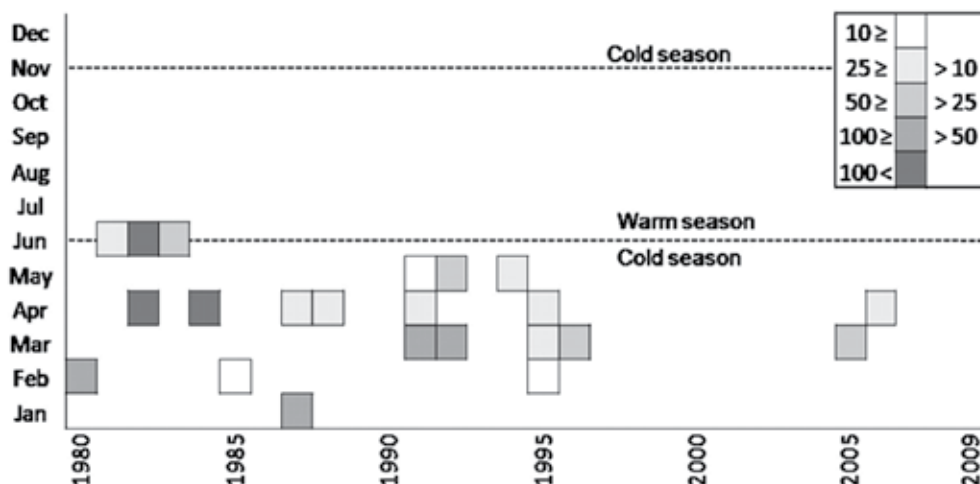 Dec
Nov
Oct
Sep
Aug
Jul
Jun
May
Apr
Mar
Feb
Jan
Cold season
Warm season
Cold season
10 ≥
25 ≥ > 10
50 ≥ > 25
100 ≥ > 50
100 <
1980 1985 1990 1995 2000 2005 2009